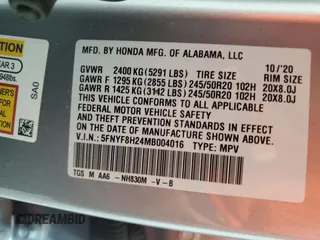 MFD. BY HONDA MFG. OF ALABAMA, LLC 10/20
GVWR 2400 KG(5291 LBS) TIRE SIZE RIM SIZE
GAWR F 1295 KG (2855 LBS) 245/50R20 102H 20X8.0J
GAWR R 1425 KG (3142 LBS) 245/50R20 102H 20X8.0J
THIS VEHICLE CONFORMS TO ALL APPLICABLE
FEDERAL MOTOR VEHICLE SAFETY AND
THEFT PREVENTION STANDARDS IN EFFECT ON THE
DATE OF MANUFACTURE SHOWN ABOVE.
V.I.N.: 5FNYF8H24MB004016 TYPE: MPV
TGS M AA6 -NH830M -V-B
SA0
EAR 3
948lbs.